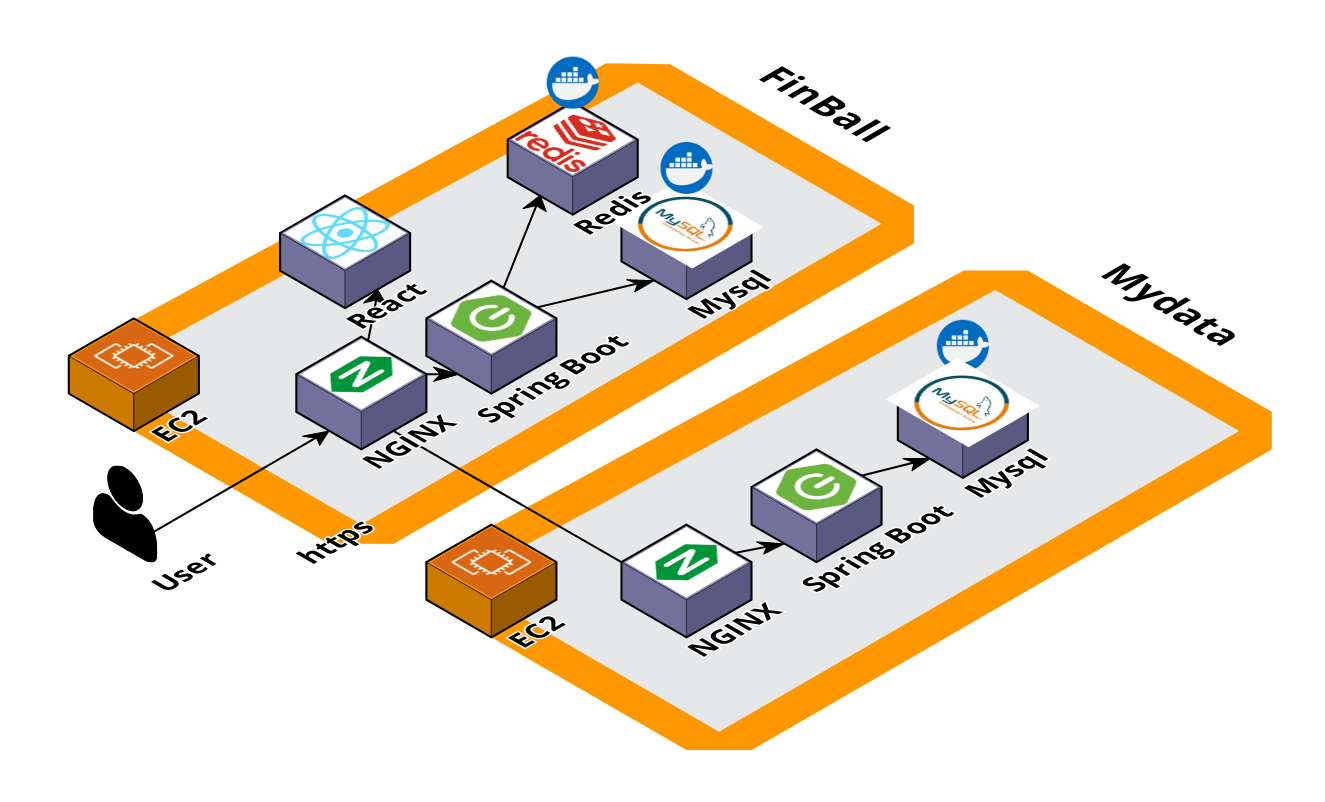 FinBall
redis
Redis
MySQL
Mysql
React
Spring Boot
EC2
NGINX
User
https
Mydata
MySQL
Mysql
Spring Boot
NGINX
EC2